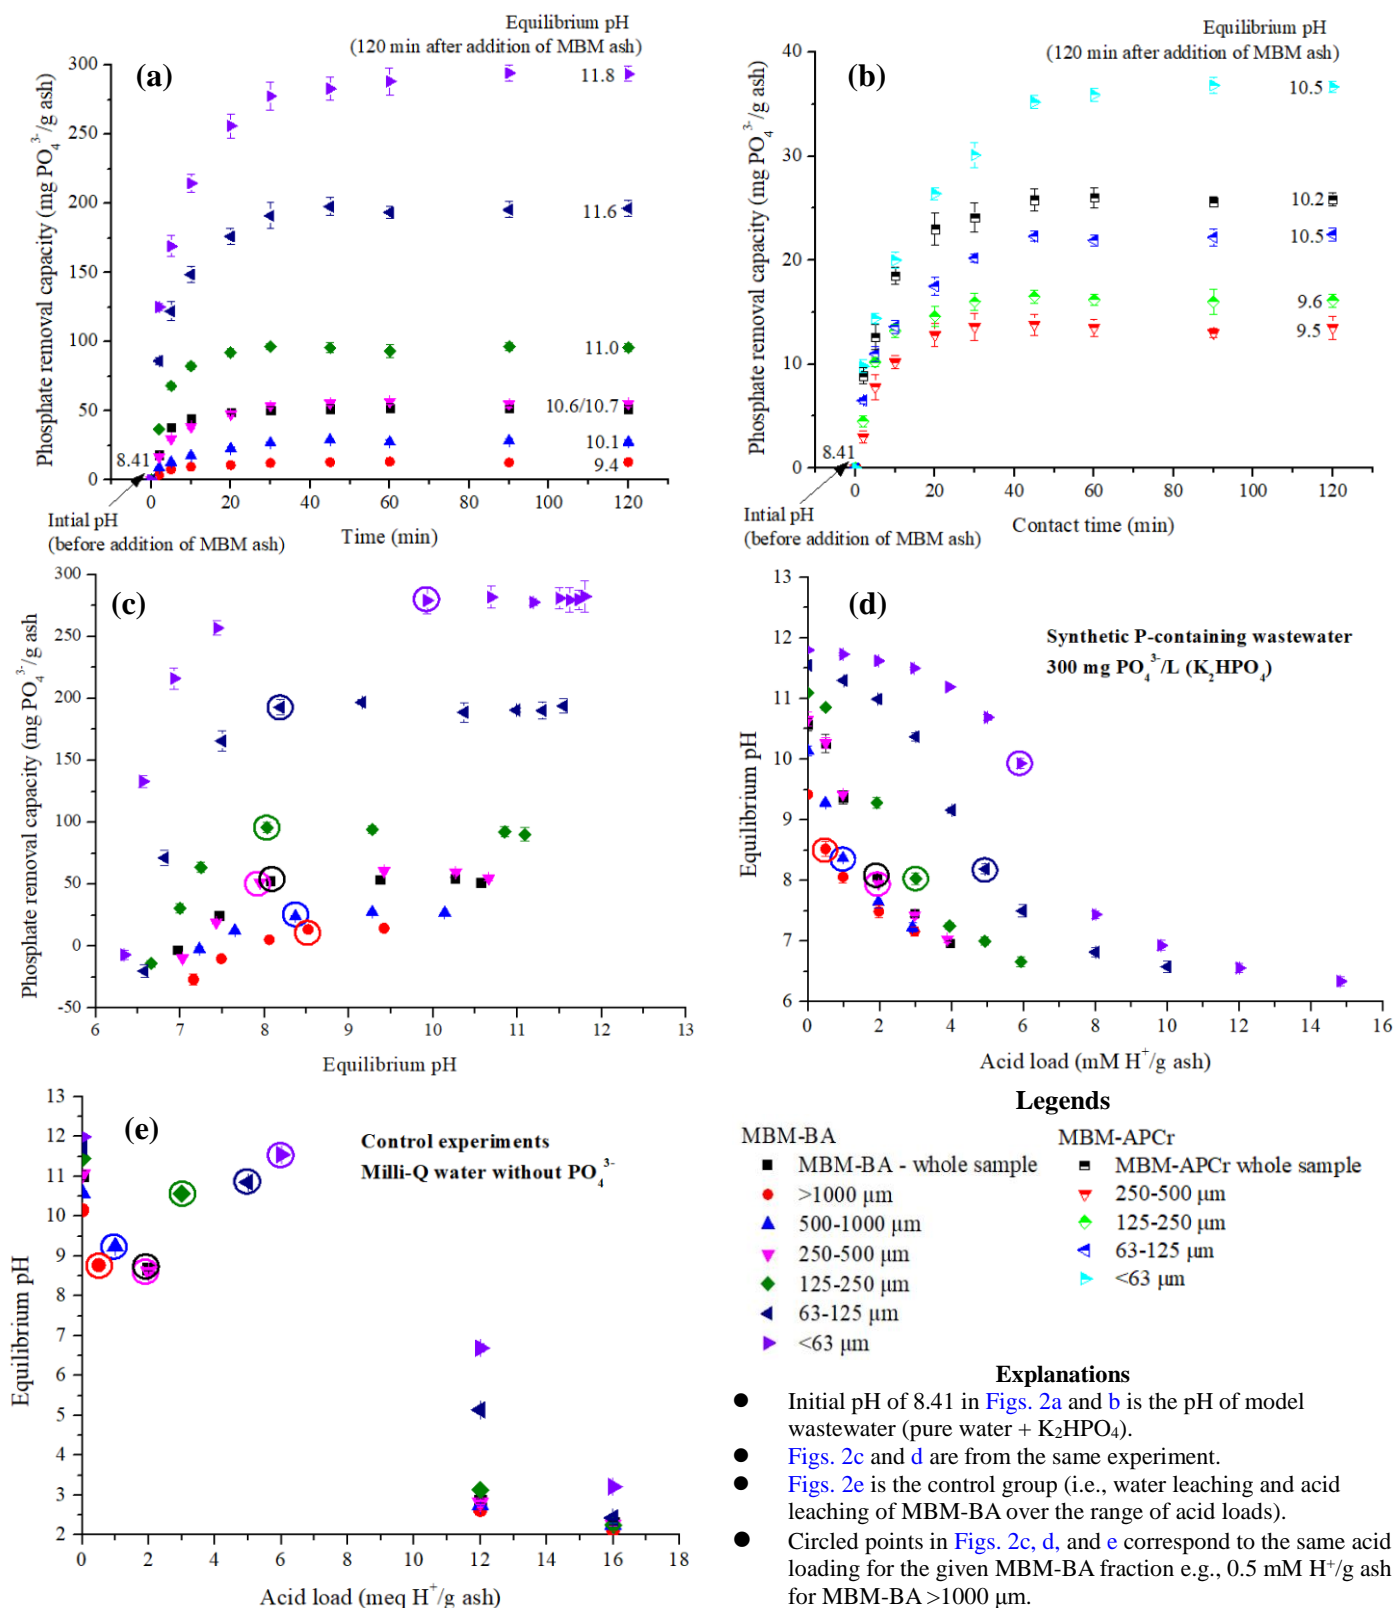 Equilibrium pH
(120 min after addition of MBM ash)
(a)
Phosphate removal capacity (mg PO₄³⁻/g ash)
300
250
200
150
100
50
0
11.8
11.6
11.0
10.6/10.7
10.1
9.4
8.41
0 20 40 60 80 100 120
Intial pH
(before addition of MBM ash)
Time (min)
Equilibrium pH
(120 min after addition of MBM ash)
(b)
Phosphate removal capacity (mg PO₄³⁻/g ash)
40
30
20
10
0
10.5
10.2
10.5
9.6
9.5
8.41
0 20 40 60 80 100 120
Intial pH
(before addition of MBM ash)
Contact time (min)
(c)
Phosphate removal capacity (mg PO₄³⁻/g ash
300
250
200
150
100
50
0
-50
6 7 8 9 10 11 12 13
Equilibrium pH
(d)
Synthetic P-containing wastewater
300 mg PO₄³⁻/L (K₂HPO₄)
Equilibrium pH
13
12
11
10
9
8
7
6
0 2 4 6 8 10 12 14 16
Acid load (mM H⁺/g ash)
(e)
Control experiments
Milli-Q water without PO₄³⁻
Equilibrium pH
13
12
11
10
9
8
7
6
5
4
3
2
0 2 4 6 8 10 12 14 16 18
Acid load (meq H⁺/g ash)
Legends
MBM-BA
MBM-BA - whole sample
>1000 µm
500-1000 µm
250-500 µm
125-250 µm
63-125 µm
<63 µm
MBM-APCr
MBM-APCr whole sample
250-500 µm
125-250 µm
63-125 µm
<63 µm
Explanations
● Initial pH of 8.41 in Figs. 2a and b is the pH of model
wastewater (pure water + K₂HPO₄).
● Figs. 2c and d are from the same experiment.
● Figs. 2e is the control group (i.e., water leaching and acid
leaching of MBM-BA over the range of acid loads).
● Circled points in Figs. 2c, d, and e correspond to the same acid
loading for the given MBM-BA fraction e.g., 0.5 mM H⁺/g ash
for MBM-BA >1000 µm.